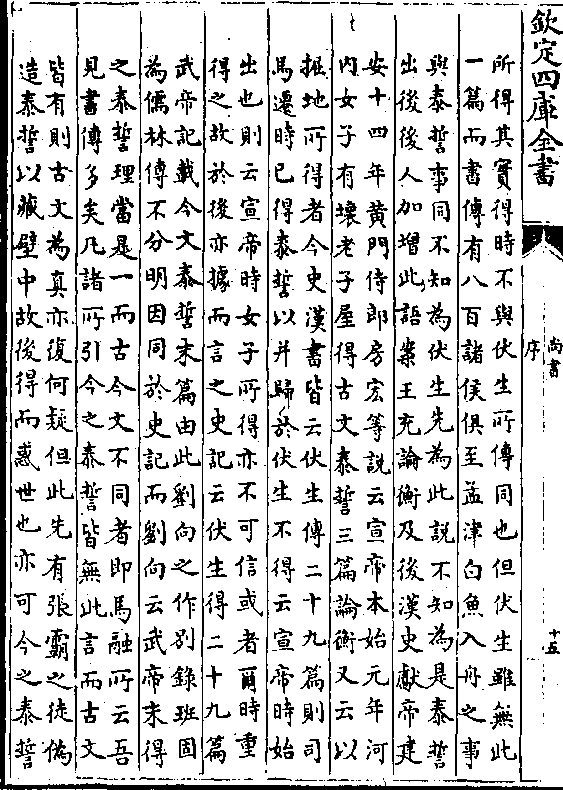 欽定四庫全書
尚書
序
十五
所得其實得時不與伏生所傳同也但伏生雖無此
一篇而書傳有八百諸侯俱至孟津白魚入舟之事
與泰誓事同不知為伏生先為此說不知為是泰誓
出後後人加增此語案王充論衡及後漢史獻帝建
安十四年黃門侍郎房宏等說云宣帝本始元年河
內女子有壞老子屋得古文泰誓三篇論衡又云以
掘地所得者今史漢書皆云伏生傳二十九篇則司
馬遷時已得泰誓以并歸於伏生不得云宣帝時始
出也則云宣帝時女子所得亦不可信或者爾時重
得之故於後亦據而言之史記云伏生得二十九篇
武帝記載今文泰誓末篇由此劉向之作別錄班固
為儒林傳不分明因同於史記而劉向云武帝末得
之泰誓理當是一而古今文不同者即馬融所云吾
見書傳多矣凡諸所引今之泰誓皆無此言而古文
皆有則古文為真亦復何疑但此先有張霸之徒偽
造泰誓以藏壁中故後得而惑世也亦可今之泰誓